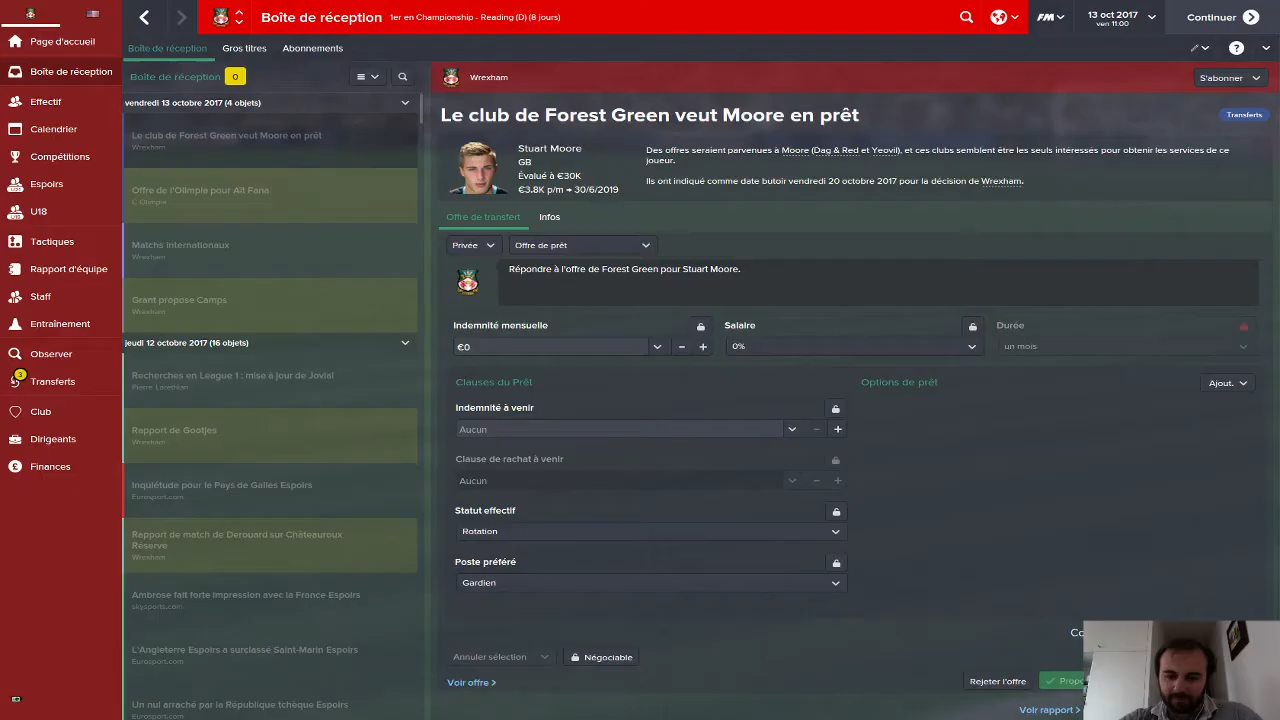 Boîte de réception
1er en Championship - Reading (D) (8 jours)
FM
13 oct 2017
ven 11:00
Continuer
Page d'accueil
Boîte de réception
Effectif
Calendrier
Compétitions
Espoirs
U18
Tactiques
Rapport d'équipe
Staff
Entraînement
Observer
3
Transferts
Club
Dirigeants
Finances
Boîte de réception
Gros titres
Abonnements
Boîte de réception
0
vendredi 13 octobre 2017 (4 objets)
Le club de Forest Green veut Moore en prêt
Wrexham
Offre de l'Olimpia pour Aït Fana
C. Olimpia
Matchs internationaux
Wrexham
Grant propose Camps
Wrexham
jeudi 12 octobre 2017 (16 objets)
Recherches en League 1 : mise à jour de Jovial
Rapport de Gootjes
Wrexham
Inquiétude pour le Pays de Galles Espoirs
Eurosport.com
Rapport de match de Derouard sur Châteauroux
Réserve
Wrexham
Ambrose fait forte impression avec la France Espoirs
skysports.com
L'Angleterre Espoirs a surclassé Saint-Marin Espoirs
Eurosport.com
Un nul arraché par la République tchèque Espoirs
Eurosport.com
Wrexham
S'abonner
Le club de Forest Green veut Moore en prêt
Transferts
Stuart Moore
GB
Évalué à €30K
€3.8K p/m → 30/6/2019
Des offres seraient parvenues à Moore (Dag & Red et Yeovil), et ces clubs semblent être les seuls intéressés pour obtenir les services de ce
joueur.
Ils ont indiqué comme date butoir vendredi 20 octobre 2017 pour la décision de Wrexham.
Offre de transfert
Infos
Privée
Offre de prêt
Répondre à l'offre de Forest Green pour Stuart Moore.
Indemnité mensuelle
Salaire
Durée
€0
0%
un mois
Clauses du Prêt
Options de prêt
Ajout.
Indemnité à venir
Aucun
Clause de rachat à venir
Aucun
Statut effectif
Rotation
Poste préféré
Gardien
Co
Annuler sélection
Négociable
Voir offre >
Rejeter l'offre
Propo
Voir rapport >